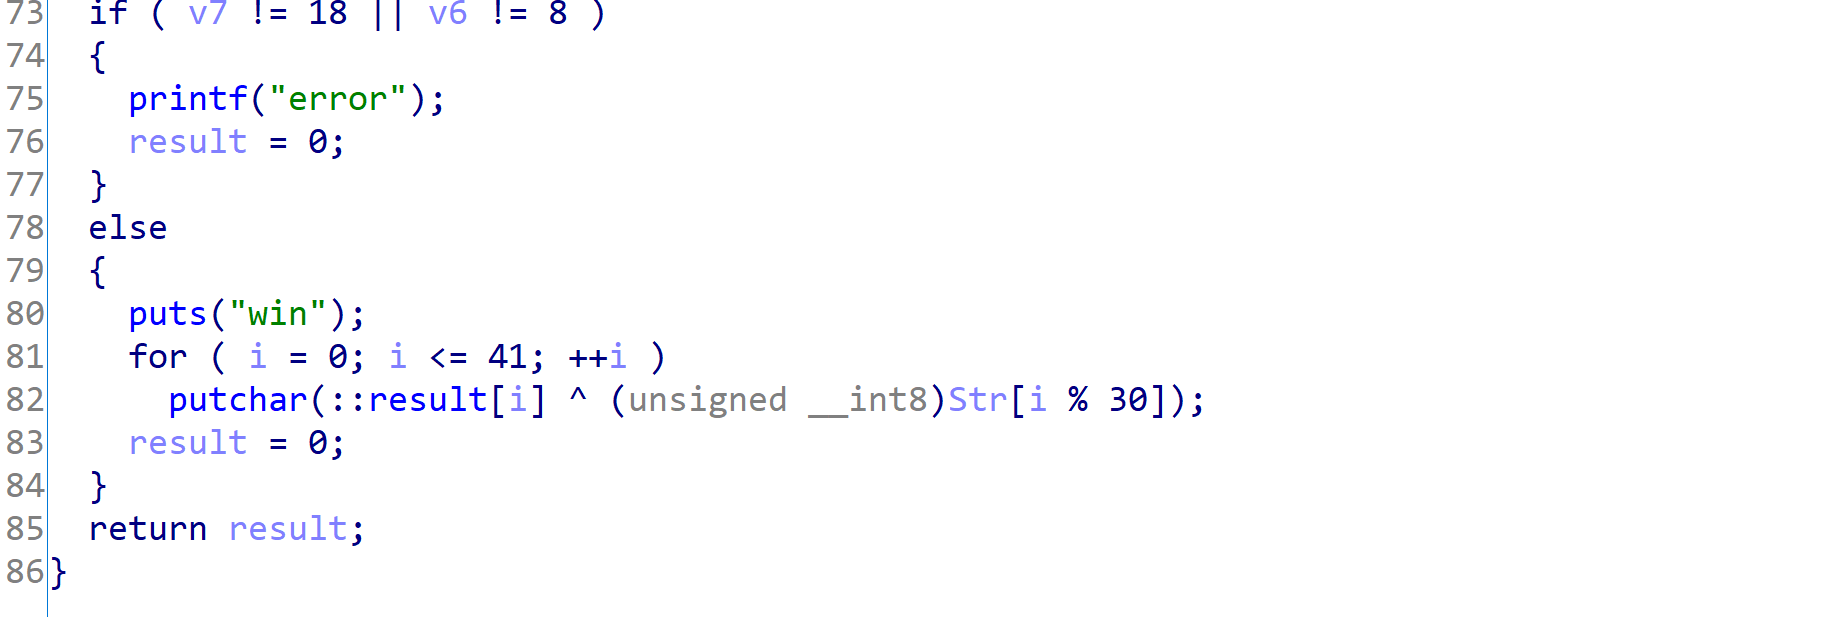 73 if ( v7 != 18 || v6 != 8 )
74 {
75 printf("error");
76 result = 0;
77 }
78 else
79 {
80 puts("win");
81 for ( i = 0; i <= 41; ++i )
82 putchar(::result[i] ^ (unsigned __int8)Str[i % 30]);
83 result = 0;
84 }
85 return result;
86 }